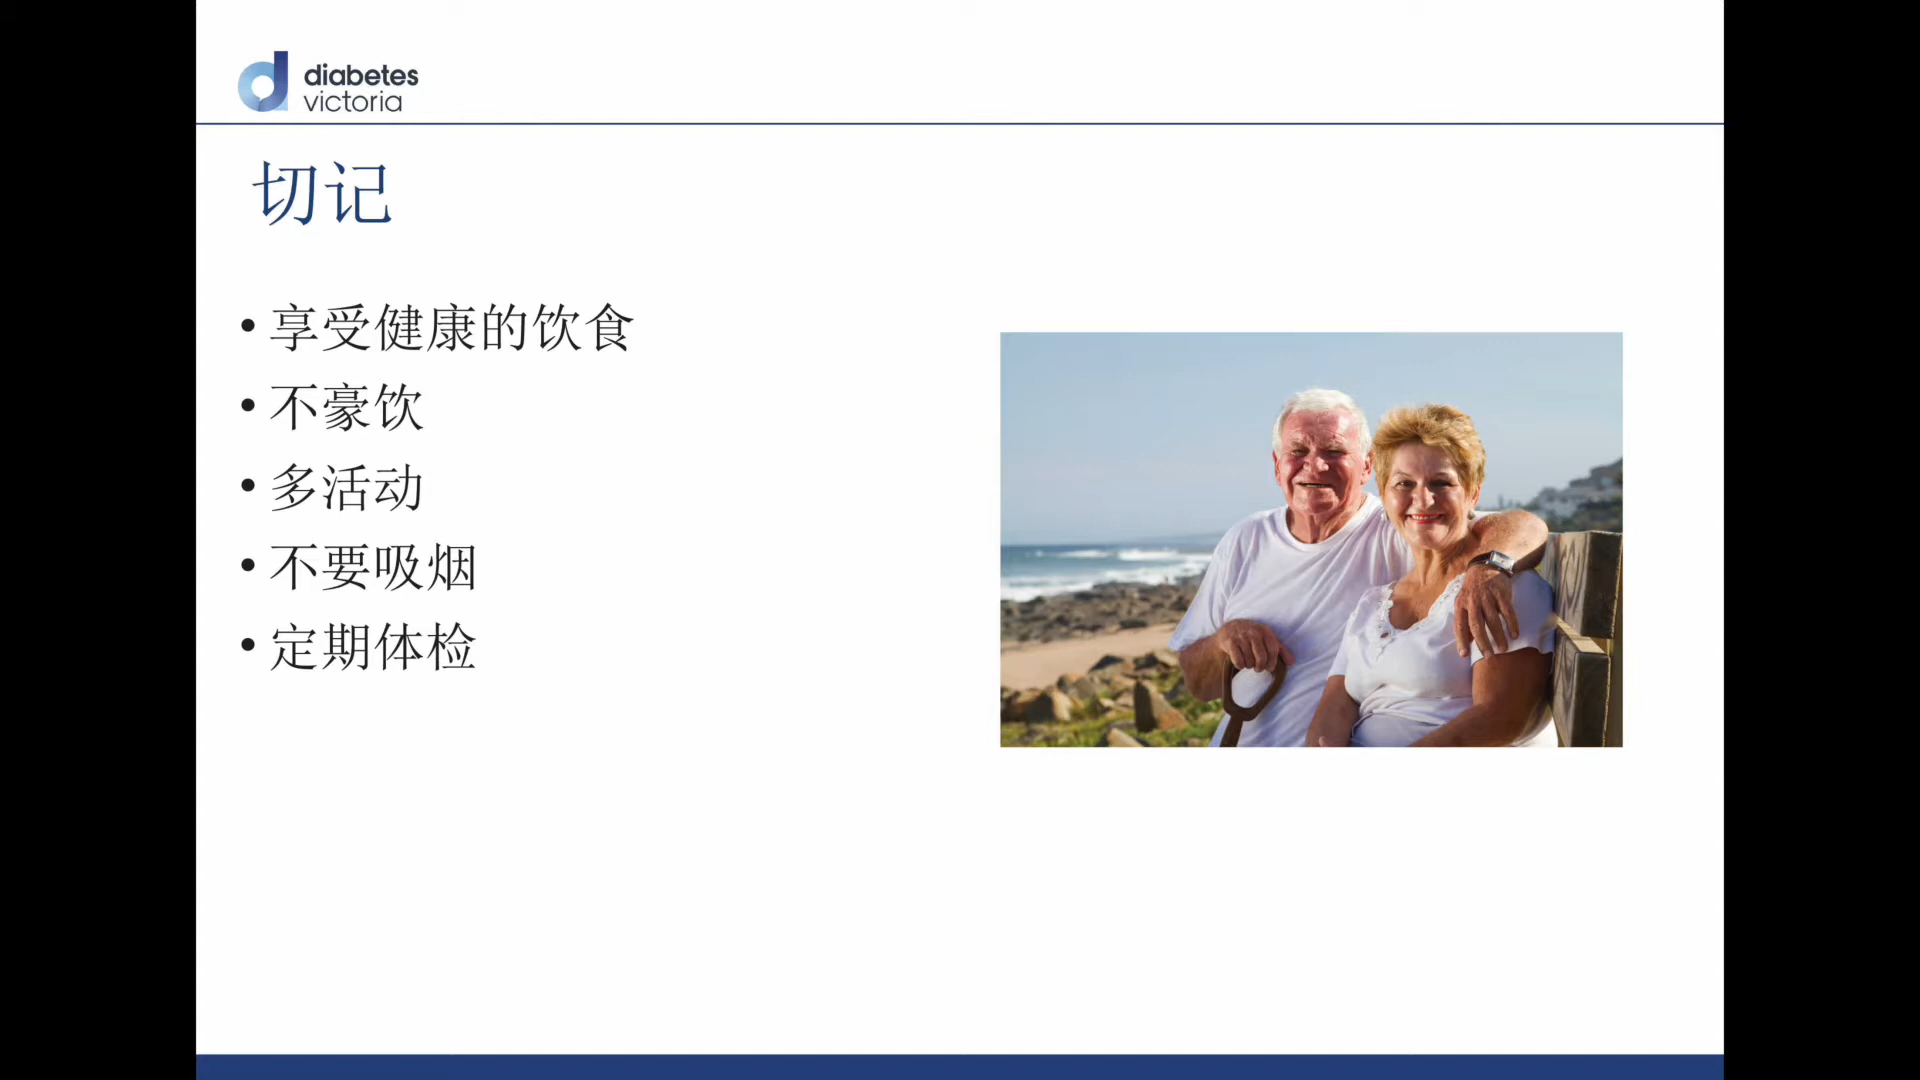 diabetes
victoria
切记
• 享受健康的饮食
• 不豪饮
• 多活动
• 不要吸烟
• 定期体检